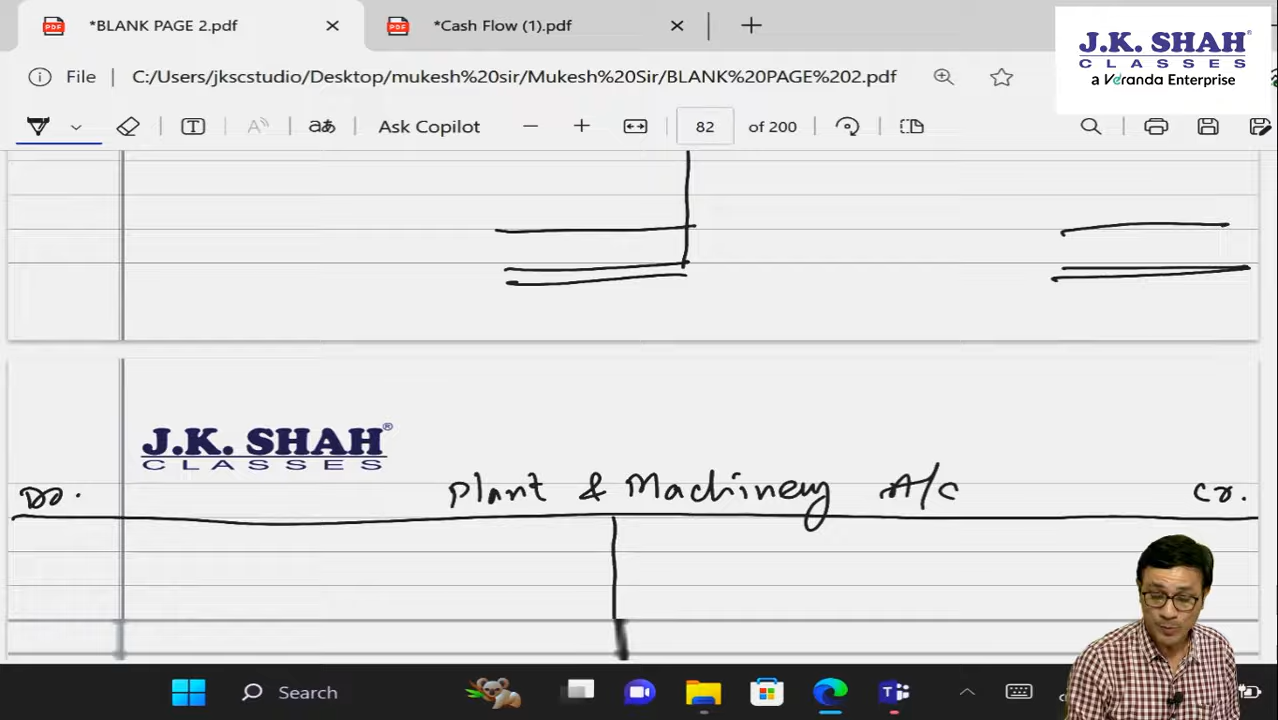 *BLANK PAGE 2.pdf
*Cash Flow (1).pdf
J.K. SHAH®
CLASSES
a Veranda Enterprise
File C:/Users/jkscstudio/Desktop/mukesh%20sir/Mukesh%20Sir/BLANK%20PAGE%202.pdf
Ask Copilot
82 of 200
J.K. SHAH®
CLASSES
Dr. Plant & Machinery A/c Cr.
Search